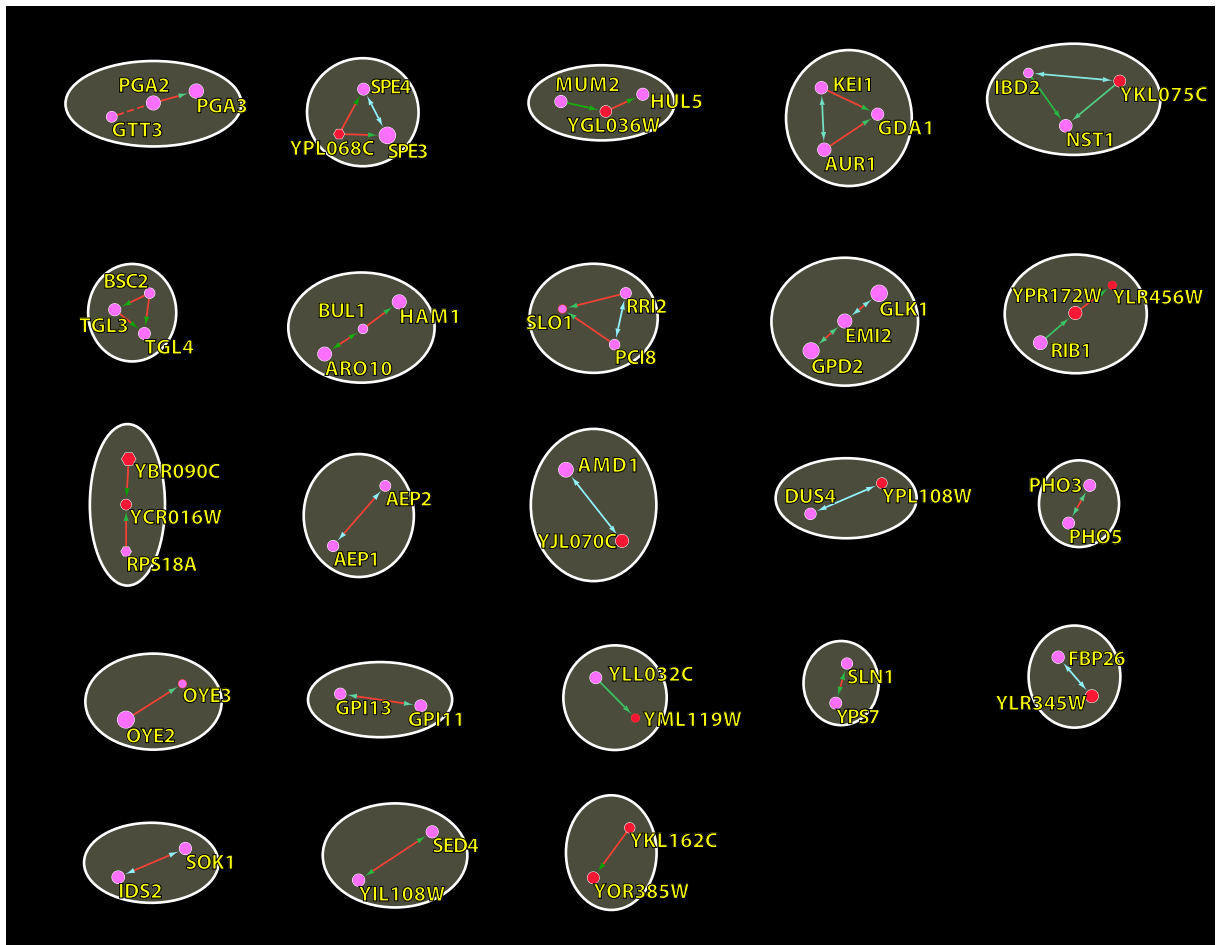 PGA2
PGA3
GTT3
SPE4
YPL068C
SPE3
MUM2
HUL5
YGL036W
KEI1
GDA1
AUR1
IBD2
YKL075C
NST1
BSC2
TGL3
TGL4
BUL1
HAM1
ARO10
RRI2
SLO1
PCI8
GLK1
EMI2
GPD2
YPR172W
YLR456W
RIB1
YBR090C
YCR016W
RPS18A
AEP2
AEP1
AMD1
YJL070C
DUS4
YPL108W
PHO3
PHO5
OYE3
OYE2
GPI13
GPI11
YLL032C
YML119W
SLN1
YPS7
FBP26
YLR345W
SOK1
IDS2
SED4
YIL108W
YKL162C
YOR385W